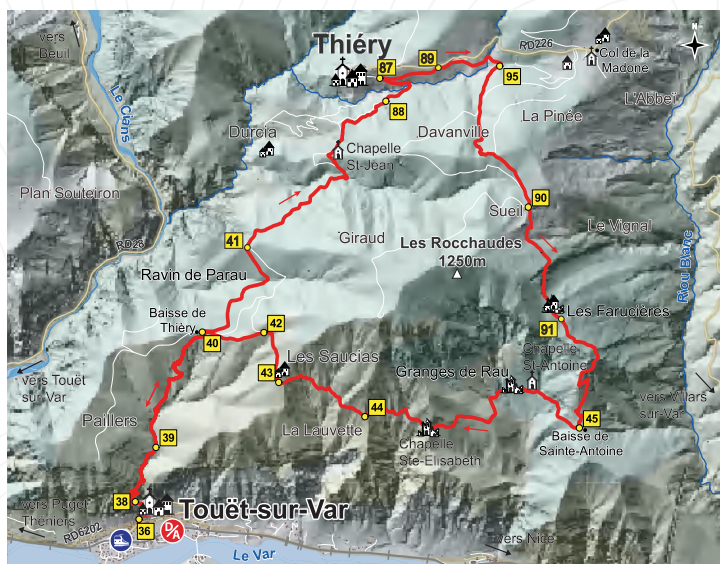 vers
Beuil
Thiéry
87
89
95
RD226
N
Col de la
Madone
Le Cians
88
L'Abbeï
La Pinée
Durcia
Davanville
Chapelle
St-Jean
Plan Souteiron
90
Sueil
Le Vignal
41
Giraud
Les Rocchaudes
1250m
RD28
Riou Blanc
Ravin de Parau
Baisse
de Thiéry
40
42
Les Farucières
91
Les Saucias
43
Chapelle
St-Antoine
Granges de Rau
vers Touët
sur Var
vers Villars
sur-Var
Paillers
44
La Lauvette
45
Baisse de
Sainte-Antoine
39
Chapelle
Ste-Elisabeth
38
Touët-sur-Var
vers Puget
Théniers
36
D/A
RD6202
Le Var
vers Nice